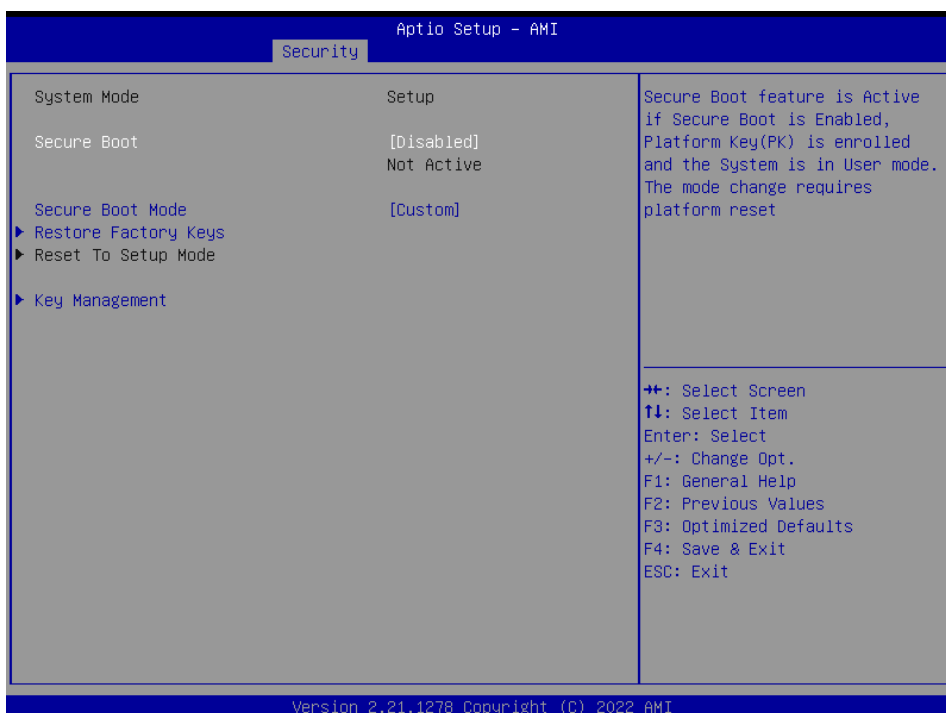 Aptio Setup – AMI
Security
System Mode Setup
Secure Boot [Disabled]
Not Active
Secure Boot Mode [Custom]
Restore Factory Keys
Reset To Setup Mode
Key Management
Secure Boot feature is Active
if Secure Boot is Enabled,
Platform Key(PK) is enrolled
and the System is in User mode.
The mode change requires
platform reset
→←: Select Screen
↑↓: Select Item
Enter: Select
+/-: Change Opt.
F1: General Help
F2: Previous Values
F3: Optimized Defaults
F4: Save & Exit
ESC: Exit
Version 2.21.1278 Copyright (C) 2022 AMI